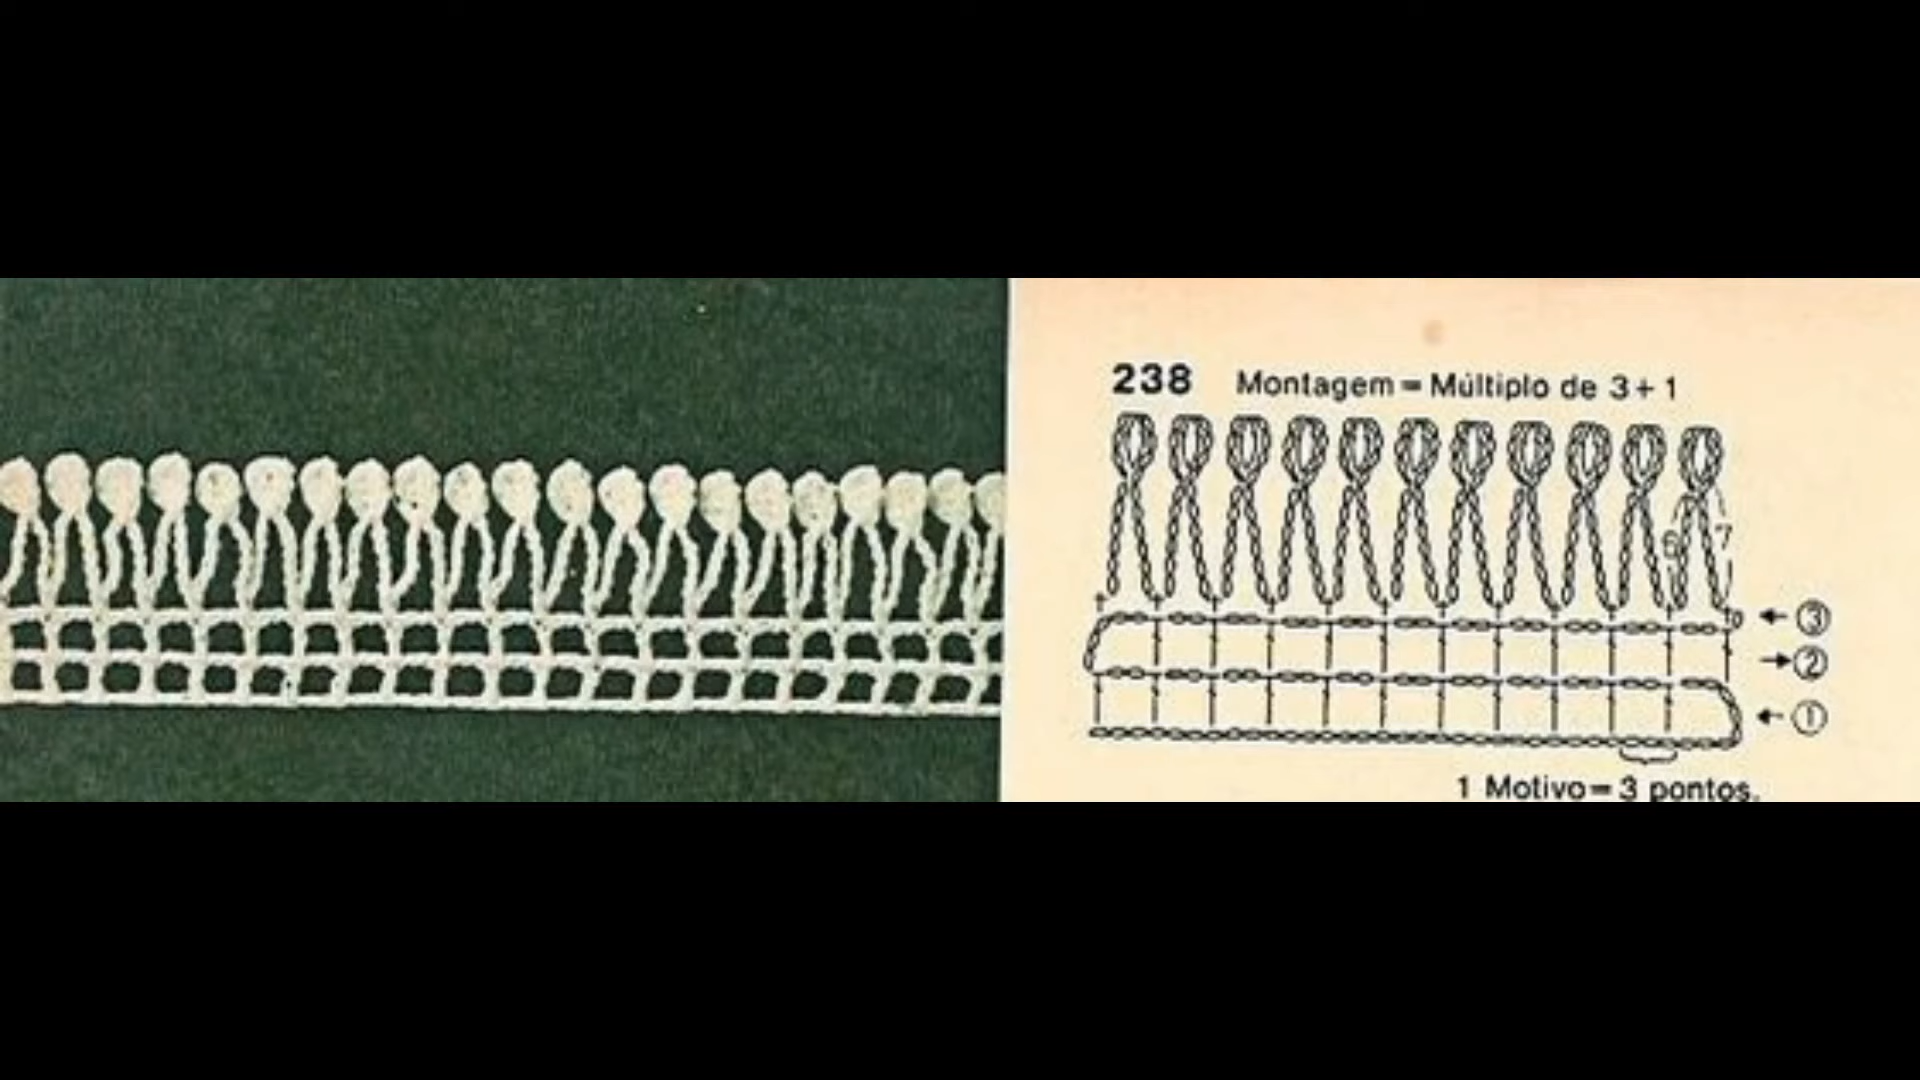 238 Montagem = Múltiplo de 3 + 1
6 7
③
②
①
1 Motivo = 3 pontos.